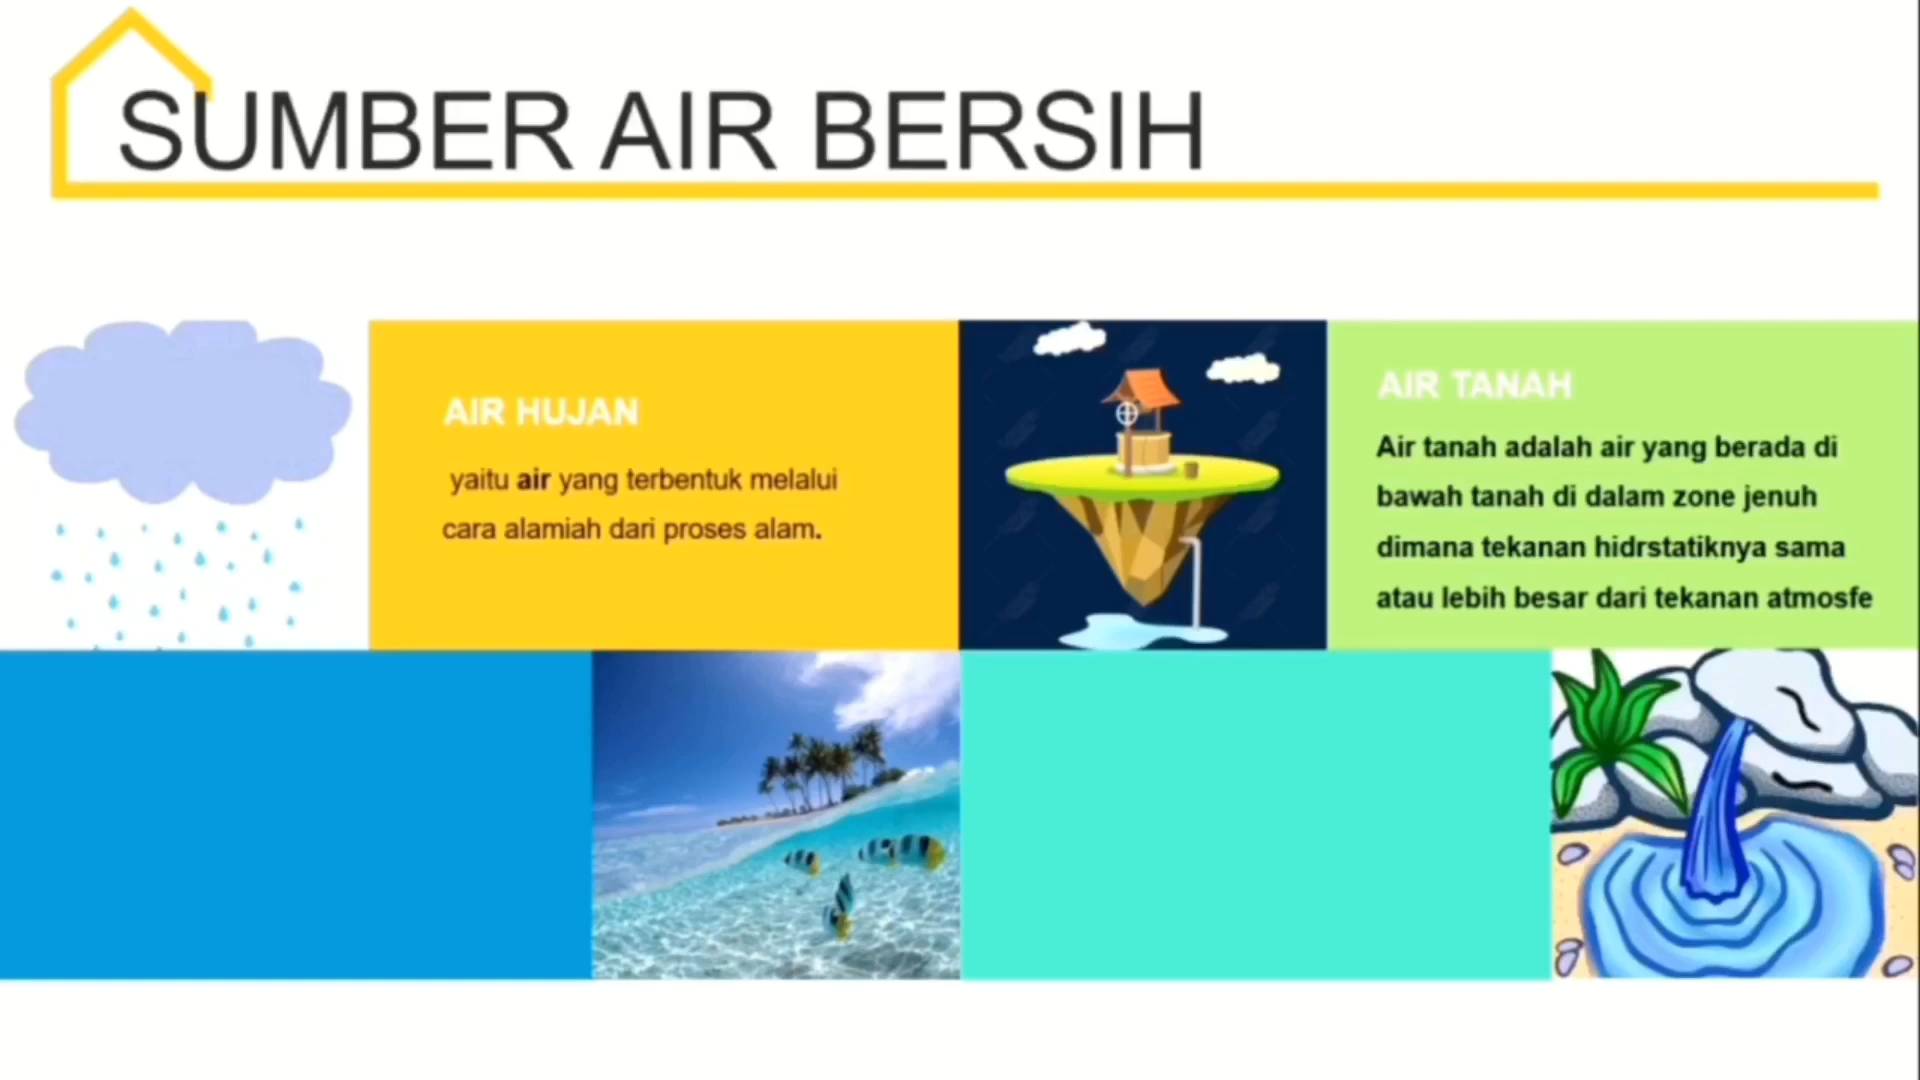 SUMBER AIR BERSIH
AIR HUJAN
yaitu air yang terbentuk melalui
cara alamiah dari proses alam.
AIR TANAH
Air tanah adalah air yang berada di
bawah tanah di dalam zone jenuh
dimana tekanan hidrstatiknya sama
atau lebih besar dari tekanan atmosfe